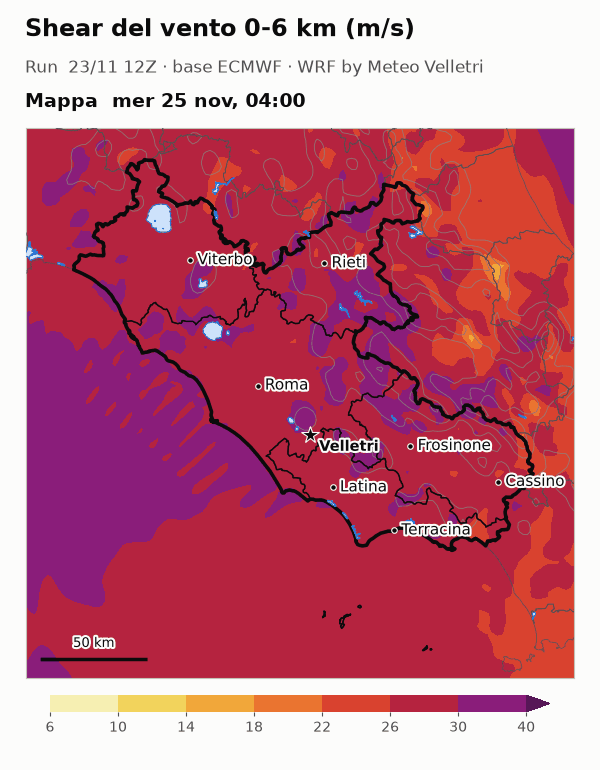 Shear del vento 0-6 km (m/s)
Run  23/11 12Z · base ECMWF · WRF by Meteo Velletri
Mappa  mer 25 nov, 04:00
Viterbo
Rieti
Roma
Velletri
Frosinone
Latina
Cassino
Terracina
50 km
6 10 14 18 22 26 30 40